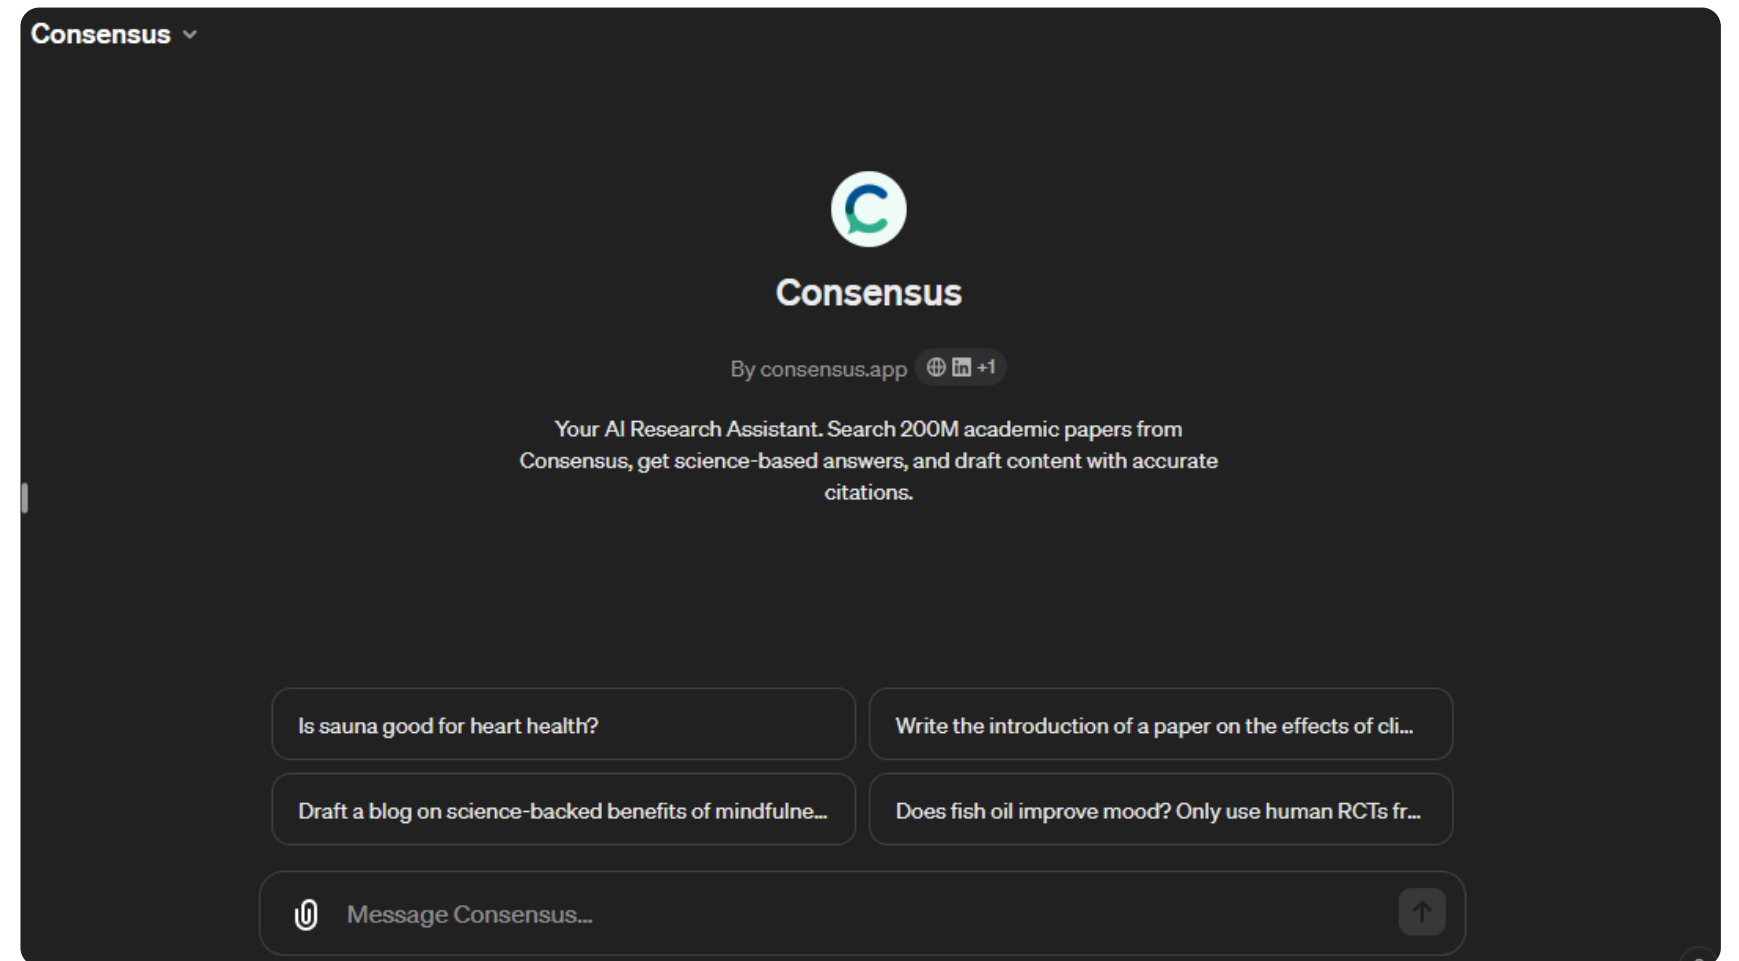 Consensus
Consensus
By consensus.app +1
Your AI Research Assistant. Search 200M academic papers from
Consensus, get science-based answers, and draft content with accurate
citations.
Is sauna good for heart health?
Write the introduction of a paper on the effects of cli...
Draft a blog on science-backed benefits of mindfulne...
Does fish oil improve mood? Only use human RCTs fr...
Message Consensus...